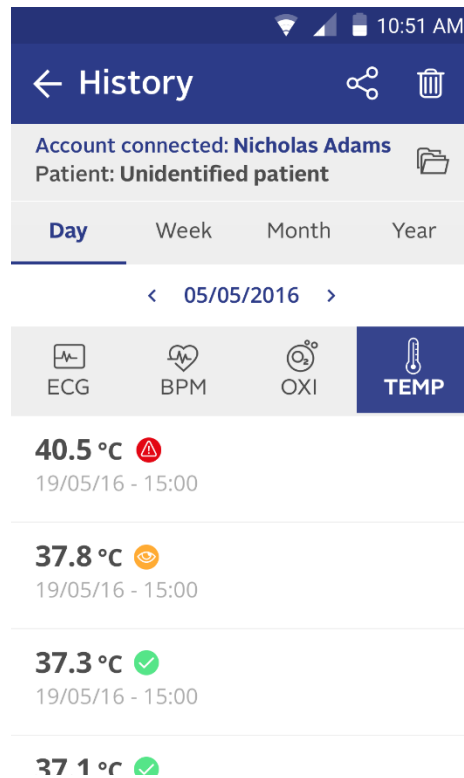 10:51 AM
History
Account connected: Nicholas Adams
Patient: Unidentified patient
Day Week Month Year
< 05/05/2016 >
ECG BPM OXI TEMP
40.5 °C
19/05/16 - 15:00
37.8 °C
19/05/16 - 15:00
37.3 °C
19/05/16 - 15:00
37.1 °C